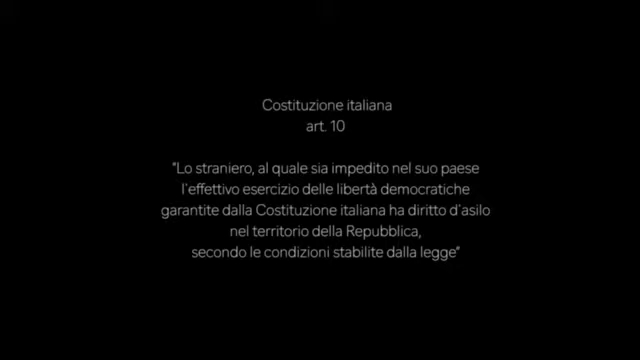 Costituzione italiana
art. 10
"Lo straniero, al quale sia impedito nel suo paese
l'effettivo esercizio delle libertà democratiche
garantite dalla Costituzione italiana ha diritto d'asilo
nel territorio della Repubblica,
secondo le condizioni stabilite dalla legge"